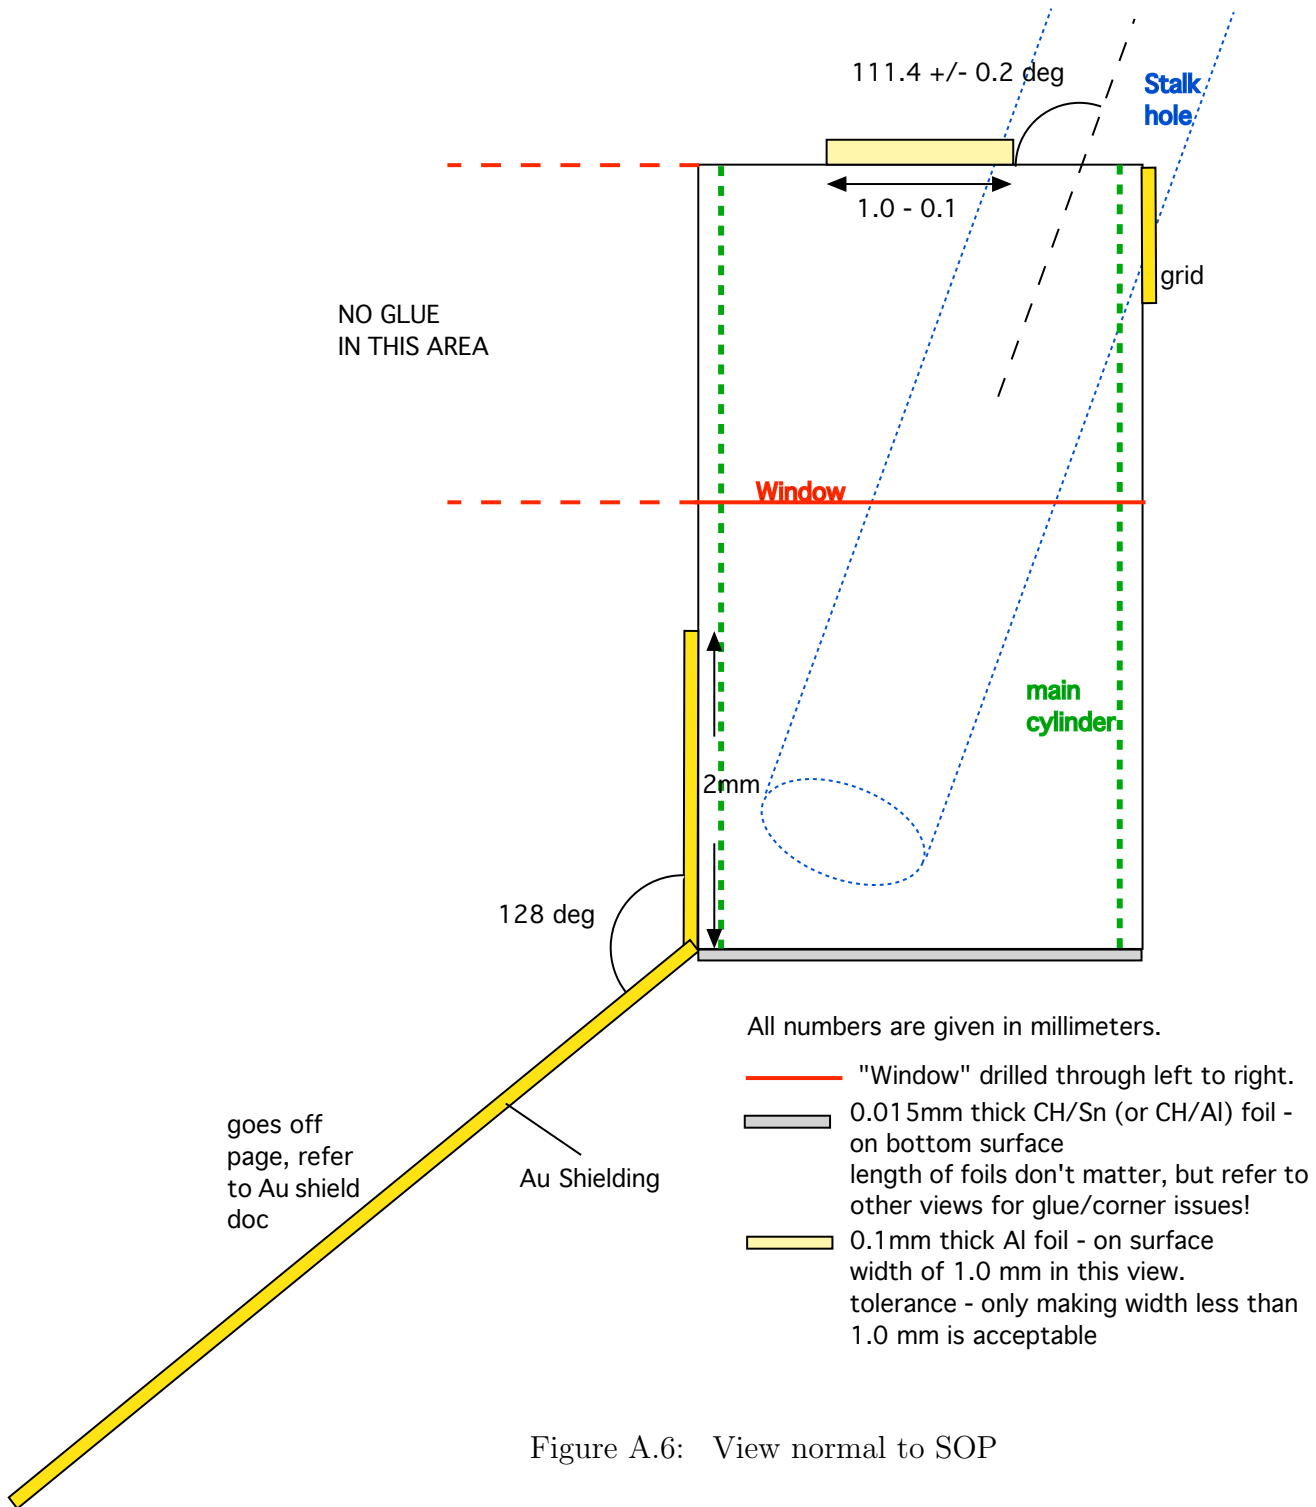 111.4 +/- 0.2 deg
Stalk
hole
1.0 - 0.1
grid
NO GLUE
IN THIS AREA
Window
main
cylinder
2mm
128 deg
All numbers are given in millimeters.
"Window" drilled through left to right.
0.015mm thick CH/Sn (or CH/Al) foil -
on bottom surface
length of foils don't matter, but refer to
other views for glue/corner issues!
0.1mm thick Al foil - on surface
width of 1.0 mm in this view.
tolerance - only making width less than
1.0 mm is acceptable
goes off
page, refer
to Au shield
doc
Au Shielding
Figure A.6: View normal to SOP